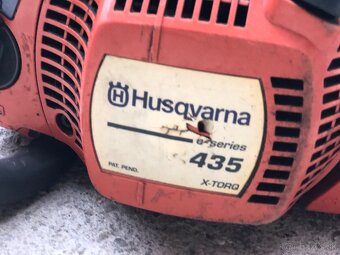 Husqvarna
e-series
435
PAT. PEND.
X-TORQ